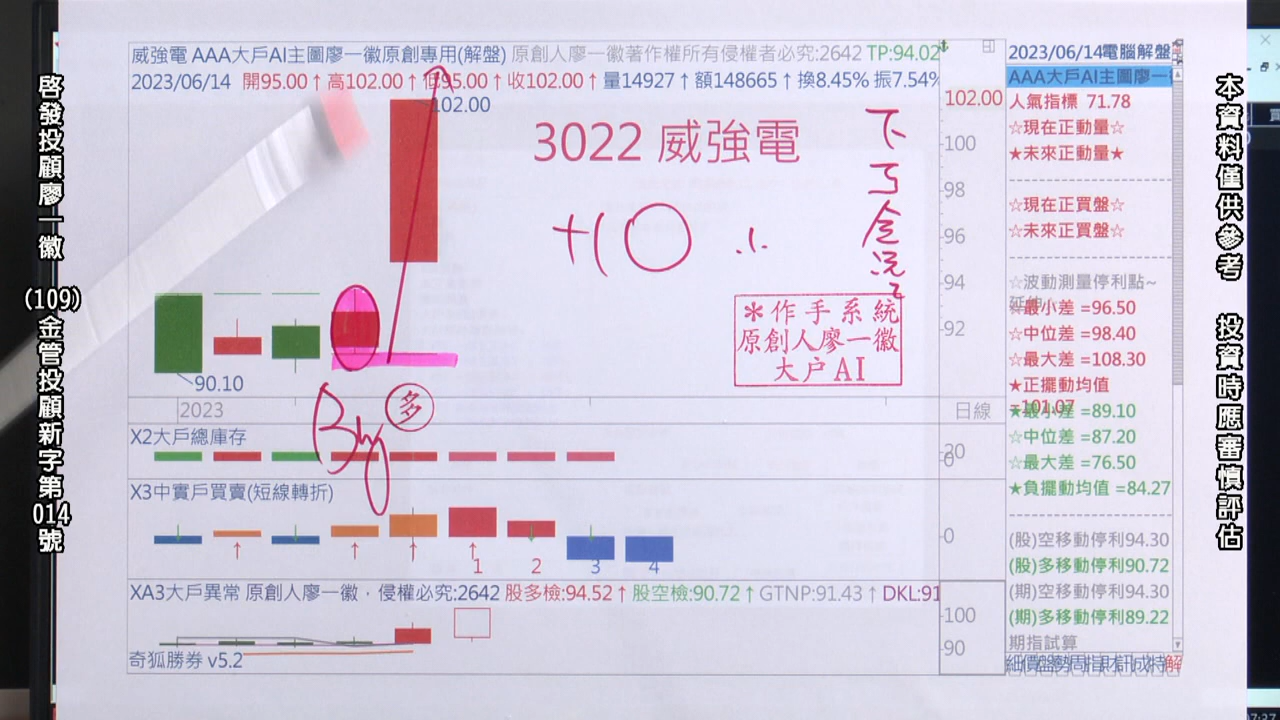 啓發投顧廖一徽 (109)金管投顧新字第014號
威強電 AAA大戶AI主圖廖一徽原創專用(解盤) 原創人廖一徽著作權所有侵權者必究:2642 TP:94.02
2023/06/14 開95.00↑ 高102.00↑ 低95.00↑ 收102.00↑ 量14927↑ 額148665↑ 換8.45% 振7.54%
102.00
3022 威強電
90.10
By
多
*作手系統
原創人廖一徽
大戶AI
102.00
100
98
96
94
92
2023
日線
X2大戶總庫存
X3中實戶買賣(短線轉折)
0
1
2
3
4
XA3大戶異常 原創人廖一徽.侵權必究:2642 股多檢:94.52↑ 股空檢:90.72↑ GTNP:91.43↑ DKL:91
100
90
奇狐勝券 v5.2
2023/06/14電腦解盤
AAA大戶AI主圖廖一
人氣指標 71.78
☆現在正動量☆
★未來正動量★
☆現在正買盤☆
☆未來正買盤☆
☆波動測量停利點~
☆最小差 =96.50
☆中位差 =98.40
☆最大差 =108.30
★正擺動均值
=101.07
★最小差 =89.10
☆中位差 =87.20
☆最大差 =76.50
★負擺動均值 =84.27
(股)空移動停利94.30
(股)多移動停利90.72
(期)空移動停利94.30
(期)多移動停利89.22
期指試算
本資料僅供參考 投資時應審慎評估